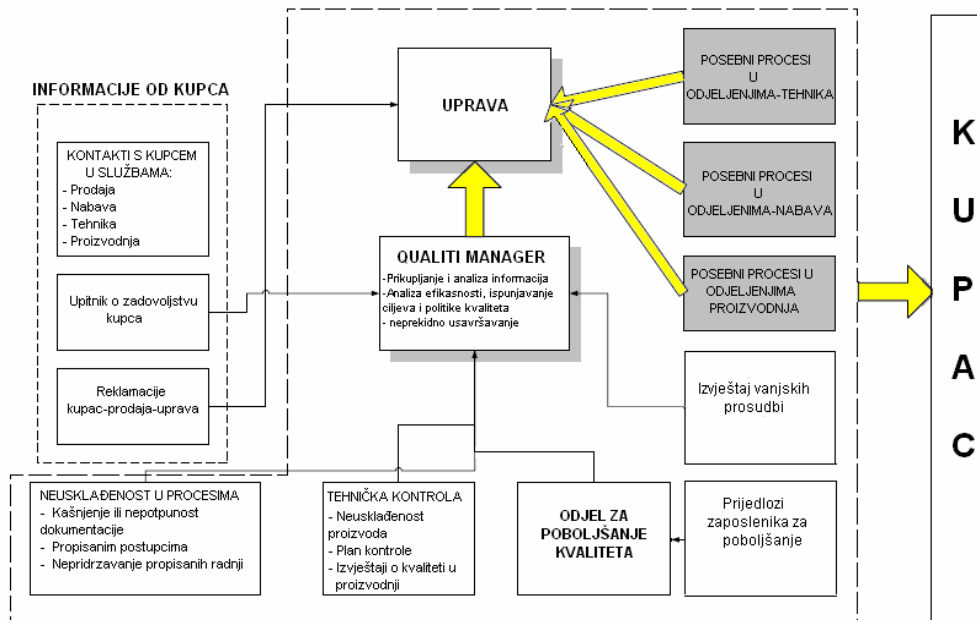 INFORMACIJE OD KUPCA
KONTAKTI S KUPCEM
U SLUŽBAMA:
- Prodaja
- Nabava
- Tehnika
- Proizvodnja
Upitnik o zadovoljstvu
kupca
Reklamacije
kupac-prodaja-uprava
UPRAVA
QUALITI MANAGER
-Prikupljanje i analiza informacija
-Analiza efikasnosti, ispunjavanje
ciljeva i politike kvaliteta
- neprekidno usavršavanje
POSEBNI PROCESI
U
ODJELJENJIMA-TEHNIKA
POSEBNI PROCESI
U
ODJELJENIMA-NABAVA
POSEBNI PROCESI U
ODJELJENJIMA
PROIZVODNJA
Izvještaj vanjskih
prosudbi
NEUSKLAĐENOST U PROCESIMA
- Kašnjenje ili nepotpunost
dokumentacije
- Propisanim postupcima
- Nepridrzavanje propisanih radnji
TEHNIČKA KONTROLA
- Neusklađenost
proizvoda
- Plan kontrole
- Izvještaji o kvaliteti u
proizvodnji
ODJEL ZA
POBOLJŠANJE
KVALITETA
Prijedlozi
zaposlenika za
poboljšanje
K
U
P
A
C